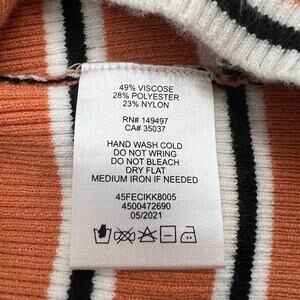 49% VISCOSE
28% POLYESTER
23% NYLON
RN# 149497
CA# 35037
HAND WASH COLD
DO NOT WRING
DO NOT BLEACH
DRY FLAT
MEDIUM IRON IF NEEDED
45FECIKK8005
4500472690
05/2021